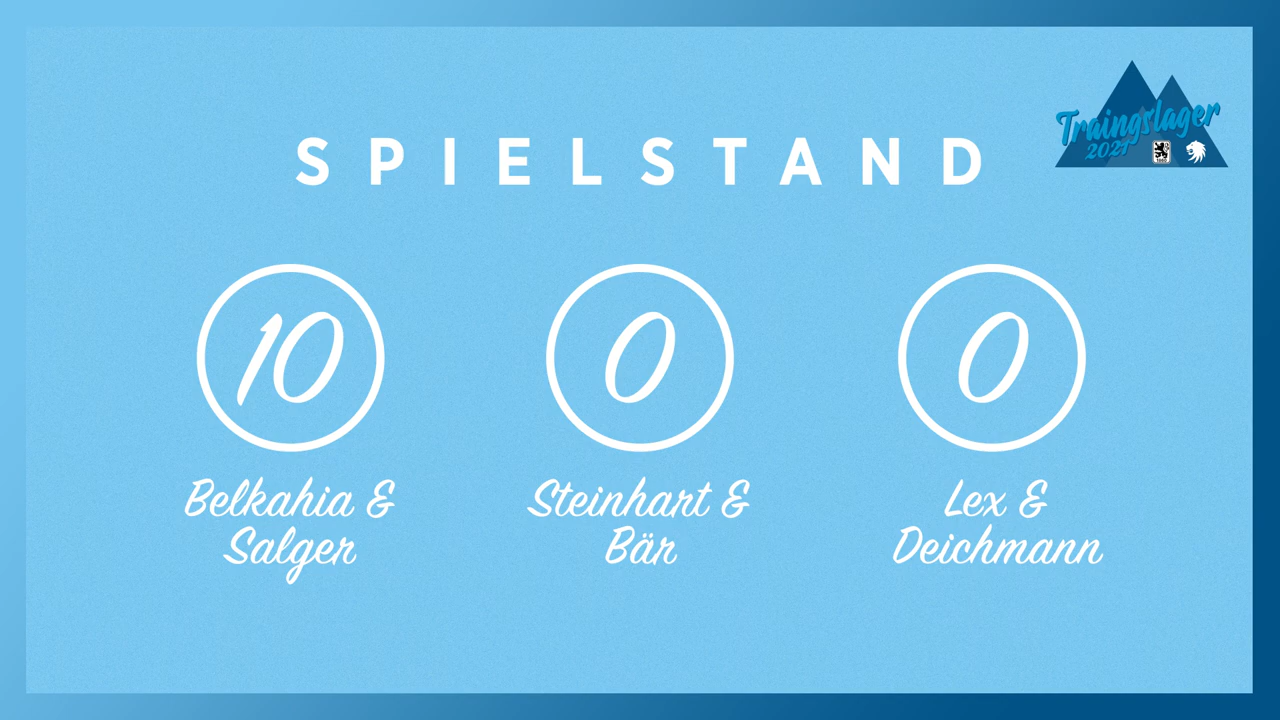 SPIELSTAND
Trainingslager
2021
10
0
0
Belkahia &
Salger
Steinhart &
Bär
Lex &
Deichmann